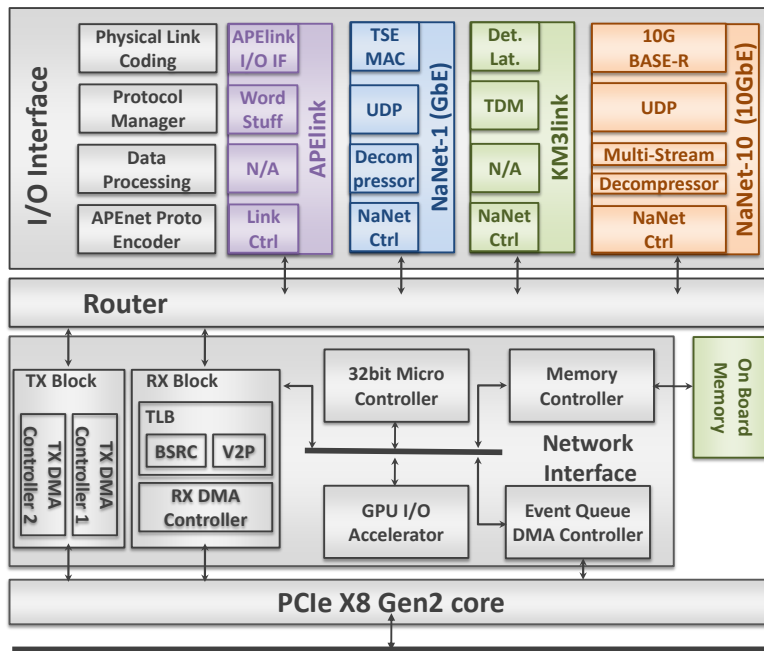 I/O Interface
Physical Link
Coding
Protocol
Manager
Data
Processing
APEnet Proto
Encoder
APElink
I/O IF
Word
Stuff
N/A
Link
Ctrl
APElink
TSE
MAC
UDP
Decom
pressor
NaNet
Ctrl
NaNet-1 (GbE)
Det.
Lat.
TDM
N/A
NaNet
Ctrl
KM3link
10G
BASE-R
UDP
Multi-Stream
Decompressor
NaNet
Ctrl
NaNet-10 (10GbE)
Router
TX Block
TX DMA
Controller 2
TX DMA
Controller 1
RX Block
TLB
BSRC
V2P
RX DMA
Controller
32bit Micro
Controller
Memory
Controller
On Board
Memory
Network
Interface
GPU I/O
Accelerator
Event Queue
DMA Controller
PCIe X8 Gen2 core